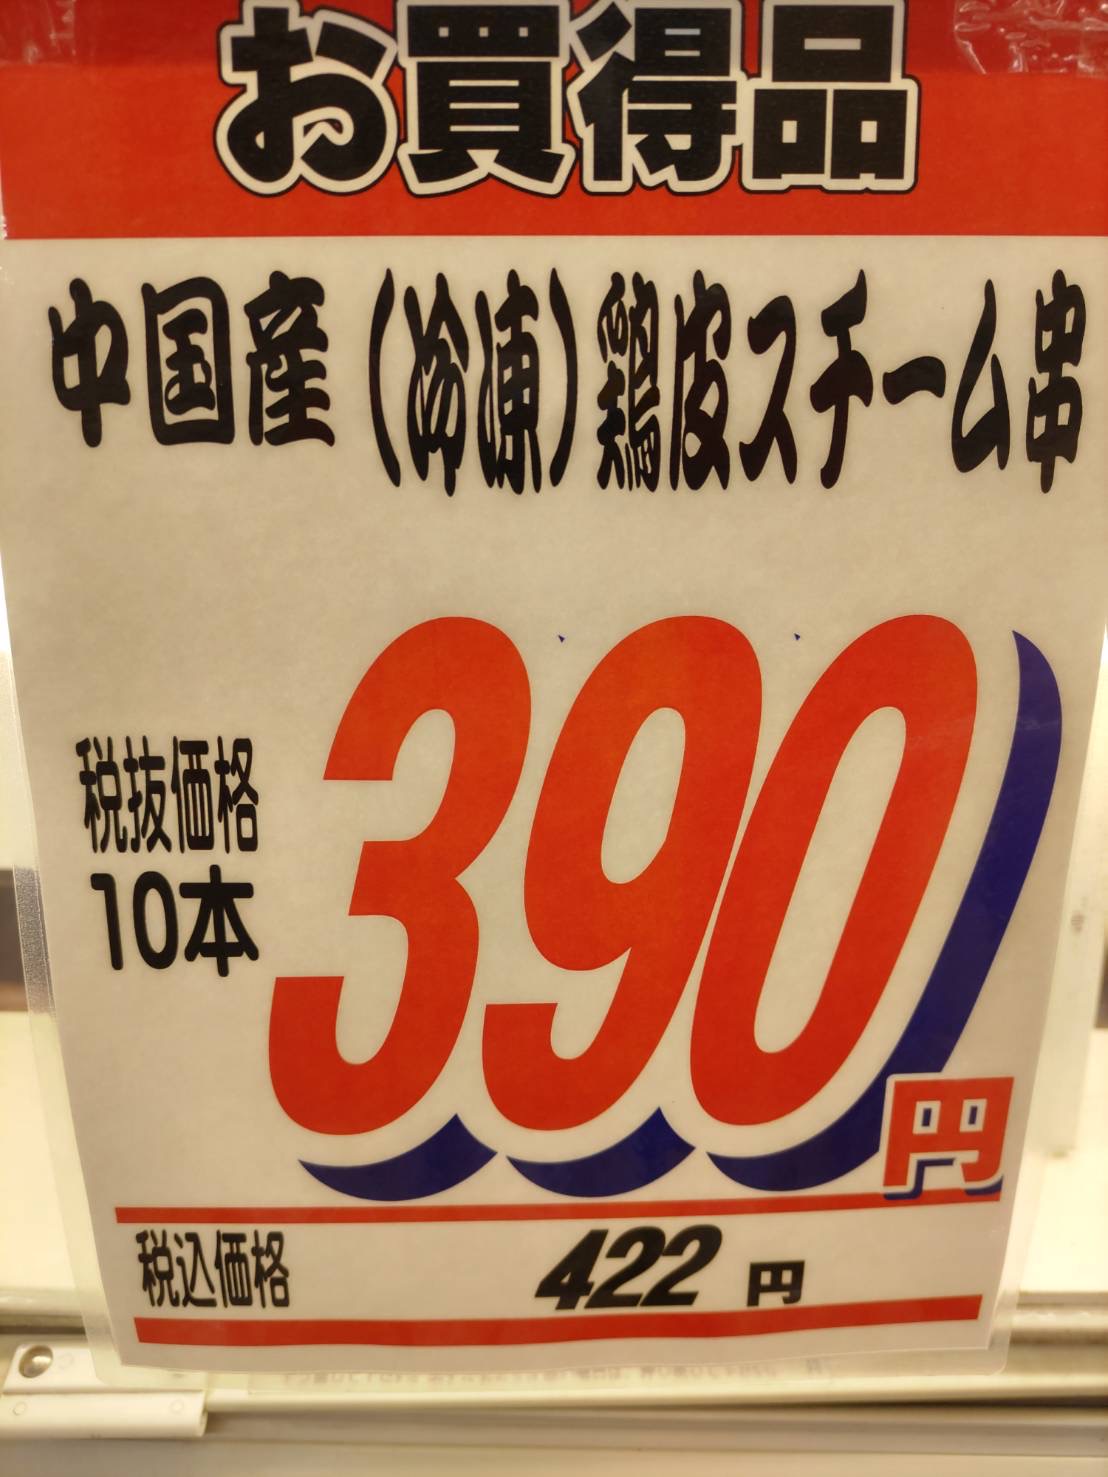 お買得品
中国産（冷凍）鶏皮スチーム串
税抜価格
10本
390円
税込価格 422円